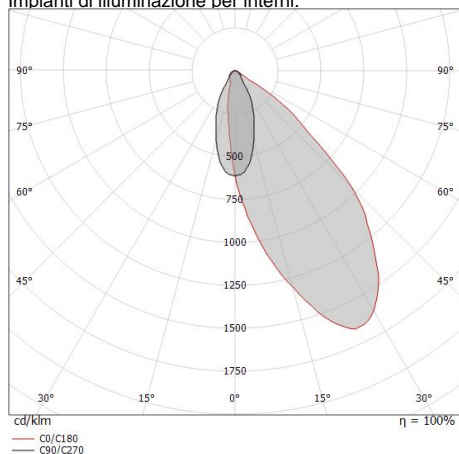 Impianti di illuminazione per interni.
90° 90°
75° 75°
60° 60°
45° 45°
500
750
1000
1250
1500
1750
30° 15° 0° 15° 30°
cd/klm η = 100%
C0/C180
C90/C270